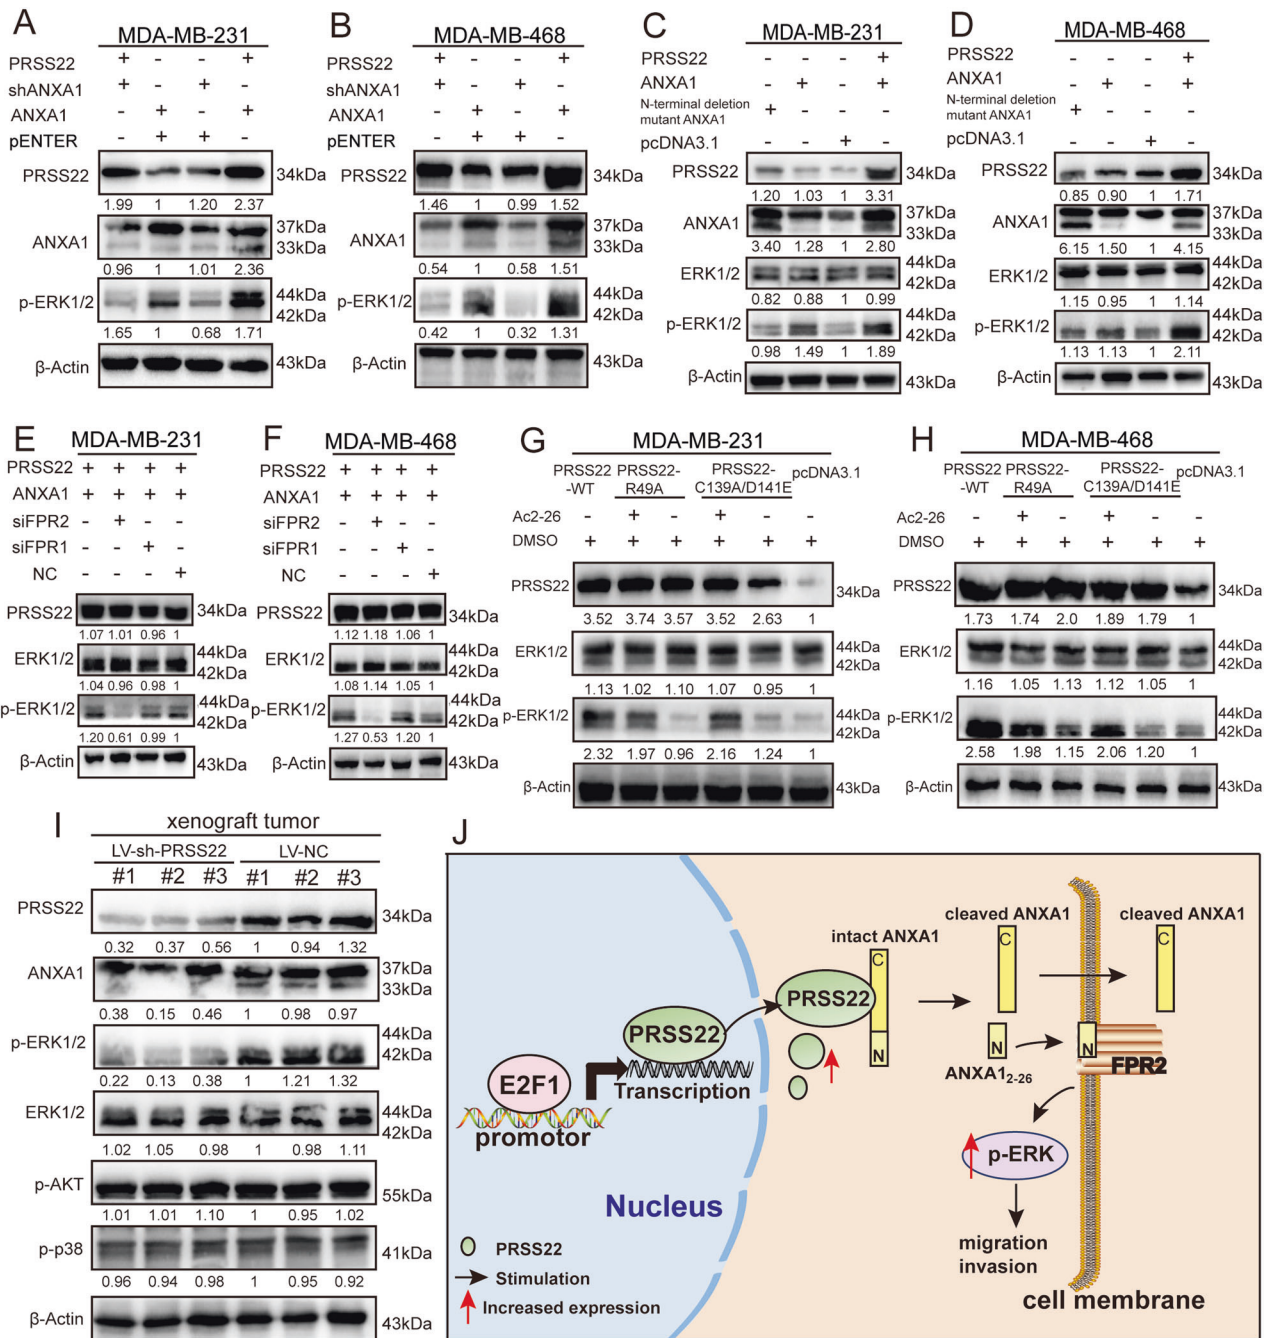 A
MDA-MB-231
PRSS22 + - - +
shANXA1 + - + -
ANXA1 - + - +
pENTER - + + -
PRSS22 34kDa
1.99 1 1.20 2.37
ANXA1 37kDa
33kDa
0.96 1 1.01 2.36
p-ERK1/2 44kDa
42kDa
1.65 1 0.68 1.71
β-Actin 43kDa
B
MDA-MB-468
PRSS22 + - - +
shANXA1 + - + -
ANXA1 - + - +
pENTER - + + -
PRSS22 34kDa
1.46 1 0.99 1.52
ANXA1 37kDa
33kDa
0.54 1 0.58 1.51
p-ERK1/2 44kDa
42kDa
0.42 1 0.32 1.31
β-Actin 43kDa
C
MDA-MB-231
PRSS22 - - - +
ANXA1 - + - +
N-terminal deletion
mutant ANXA1 + - - -
pcDNA3.1 - - + -
PRSS22 34kDa
1.20 1.03 1 3.31
ANXA1 37kDa
33kDa
3.40 1.28 1 2.80
ERK1/2 44kDa
42kDa
0.82 0.88 1 0.99
p-ERK1/2 44kDa
42kDa
0.98 1.49 1 1.89
β-Actin 43kDa
D
MDA-MB-468
PRSS22 - - - +
ANXA1 - + - +
N-terminal deletion
mutant ANXA1 + - - -
pcDNA3.1 - - + -
PRSS22 34kDa
0.85 0.90 1 1.71
ANXA1 37kDa
33kDa
6.15 1.50 1 4.15
ERK1/2 44kDa
42kDa
1.15 0.95 1 1.14
p-ERK1/2 44kDa
42kDa
1.13 1.13 1 2.11
β-Actin 43kDa
E
MDA-MB-231
PRSS22 + + + +
ANXA1 + + + +
siFPR2 - + - -
siFPR1 - - + -
NC - - - +
PRSS22 34kDa
1.07 1.01 0.96 1
ERK1/2 44kDa
42kDa
1.04 0.96 0.98 1
p-ERK1/2 44kDa
42kDa
1.20 0.61 0.99 1
β-Actin 43kDa
F
MDA-MB-468
PRSS22 + + + +
ANXA1 + + + +
siFPR2 - + - -
siFPR1 - - + -
NC - - - +
PRSS22 34kDa
1.12 1.18 1.06 1
ERK1/2 44kDa
42kDa
1.08 1.14 1.05 1
p-ERK1/2 44kDa
42kDa
1.27 0.53 1.20 1
β-Actin 43kDa
G
MDA-MB-231
PRSS22 PRSS22- PRSS22- pcDNA3.1
-WT R49A C139A/D141E
Ac2-26 - + - + - -
DMSO + + + + + +
PRSS22 34kDa
3.52 3.74 3.57 3.52 2.63 1
ERK1/2 44kDa
42kDa
1.13 1.02 1.10 1.07 0.95 1
p-ERK1/2 44kDa
42kDa
2.32 1.97 0.96 2.16 1.24 1
β-Actin 43kDa
H
MDA-MB-468
PRSS22 PRSS22- PRSS22- pcDNA3.1
-WT R49A C139A/D141E
Ac2-26 - + - + - -
DMSO + + + + + +
PRSS22 34kDa
1.73 1.74 2.0 1.89 1.79 1
ERK1/2 44kDa
42kDa
1.16 1.05 1.13 1.12 1.05 1
p-ERK1/2 44kDa
42kDa
2.58 1.98 1.15 2.06 1.20 1
β-Actin 43kDa
I
xenograft tumor
LV-sh-PRSS22 LV-NC
#1 #2 #3 #1 #2 #3
PRSS22 34kDa
0.32 0.37 0.56 1 0.94 1.32
ANXA1 37kDa
33kDa
0.38 0.15 0.46 1 0.98 0.97
p-ERK1/2 44kDa
42kDa
0.22 0.13 0.38 1 1.21 1.32
ERK1/2 44kDa
42kDa
1.02 1.05 0.98 1 0.98 1.11
p-AKT 55kDa
1.01 1.01 1.10 1 0.95 1.02
p-p38 41kDa
0.96 0.94 0.98 1 0.95 0.92
β-Actin 43kDa
J
cleaved ANXA1 cleaved ANXA1
intact ANXA1
C
C
C
PRSS22
N
PRSS22
Transcription
E2F1
promotor
N
ANXA12-26
N
FPR2
p-ERK
migration
invasion
Nucleus
cell membrane
PRSS22
Stimulation
Increased expression